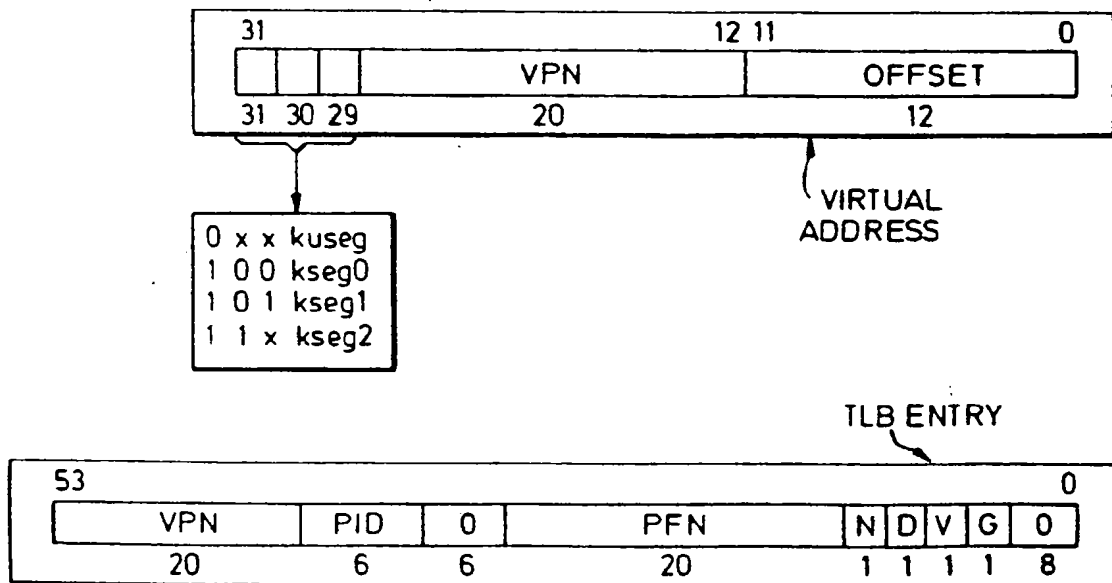 31 12 11 0
VPN OFFSET
31 30 29 20 12
VIRTUAL
ADDRESS
0 x x kuseg
1 0 0 kseg0
1 0 1 kseg1
1 1 x kseg2
TLB ENTRY
53 0
VPN PID 0 PFN N D V G 0
20 6 6 20 1 1 1 1 8